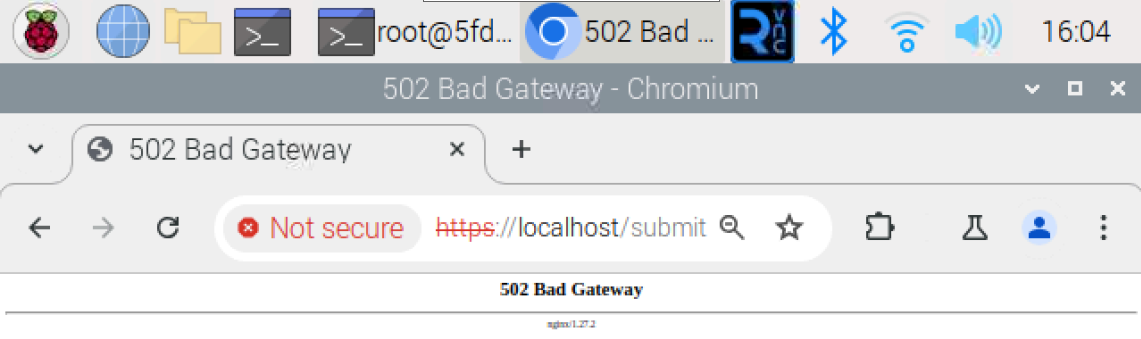 root@5fd... 502 Bad ... VNC 16:04
502 Bad Gateway - Chromium
502 Bad Gateway
Not secure https://localhost/submit
502 Bad Gateway
nginx/1.27.2